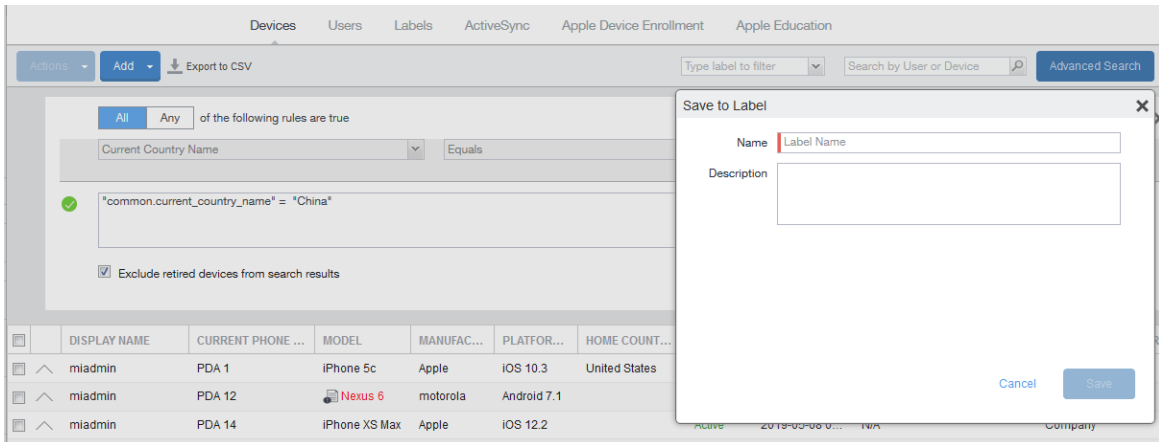 Devices Users Labels ActiveSync Apple Device Enrollment Apple Education
Actions Add Export to CSV Type label to filter Search by User or Device Advanced Search
Save to Label
All Any of the following rules are true
Name Label Name
Current Country Name Equals
Description
"common.current_country_name" = "China"
Exclude retired devices from search results
DISPLAY NAME CURRENT PHONE ... MODEL MANUFAC... PLATFOR... HOME COUNT...
miadmin PDA 1 iPhone 5c Apple iOS 10.3 United States
Cancel Save
miadmin PDA 12 Nexus 6 motorola Android 7.1
miadmin PDA 14 iPhone XS Max Apple iOS 12.2 Active 2019-05-08 0... N/A Company